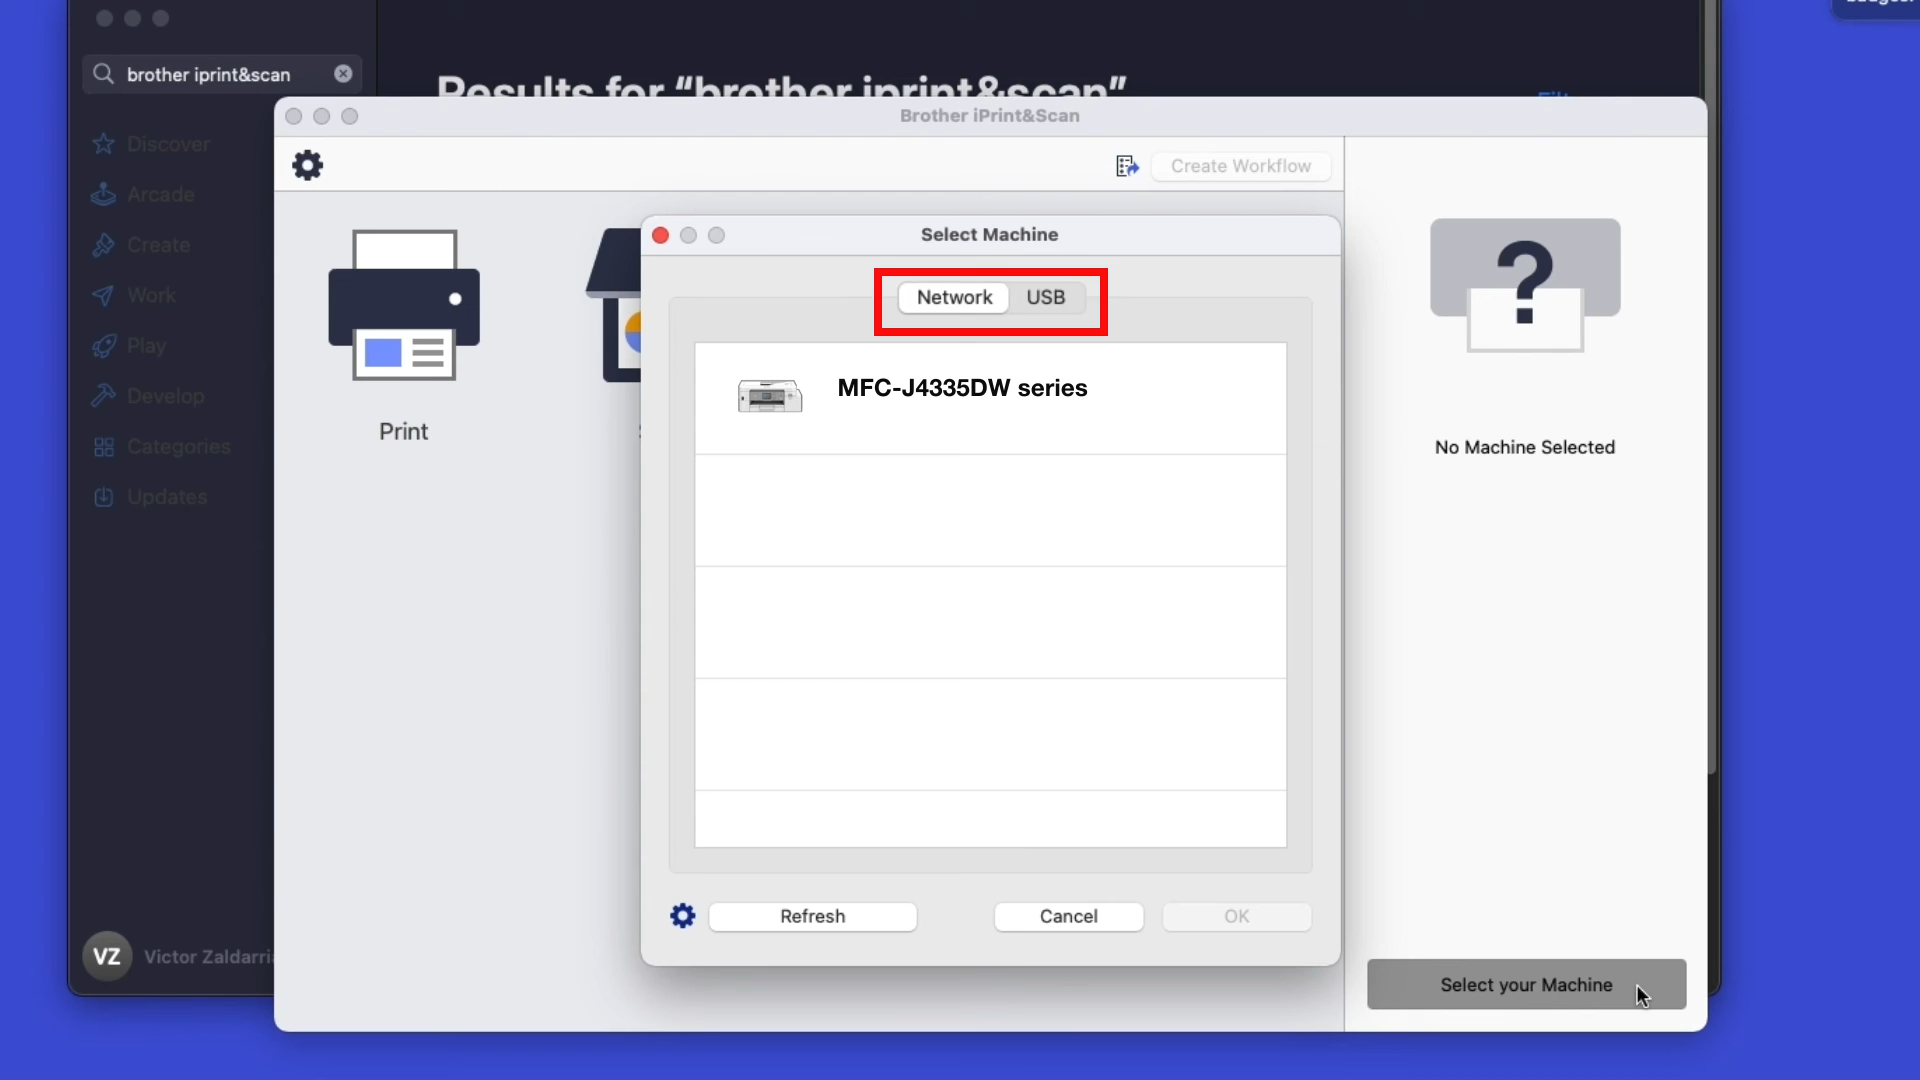 brother iprint&scan
Results for “brother iprint&scan”
Brother iPrint&Scan
Discover
Create Workflow
Arcade
Select Machine
Create
Network
USB
Work
Play
MFC-J4335DW series
Develop
Print
Categories
No Machine Selected
Updates
Refresh
Cancel
OK
VZ
Victor Zaldarri
Select your Machine